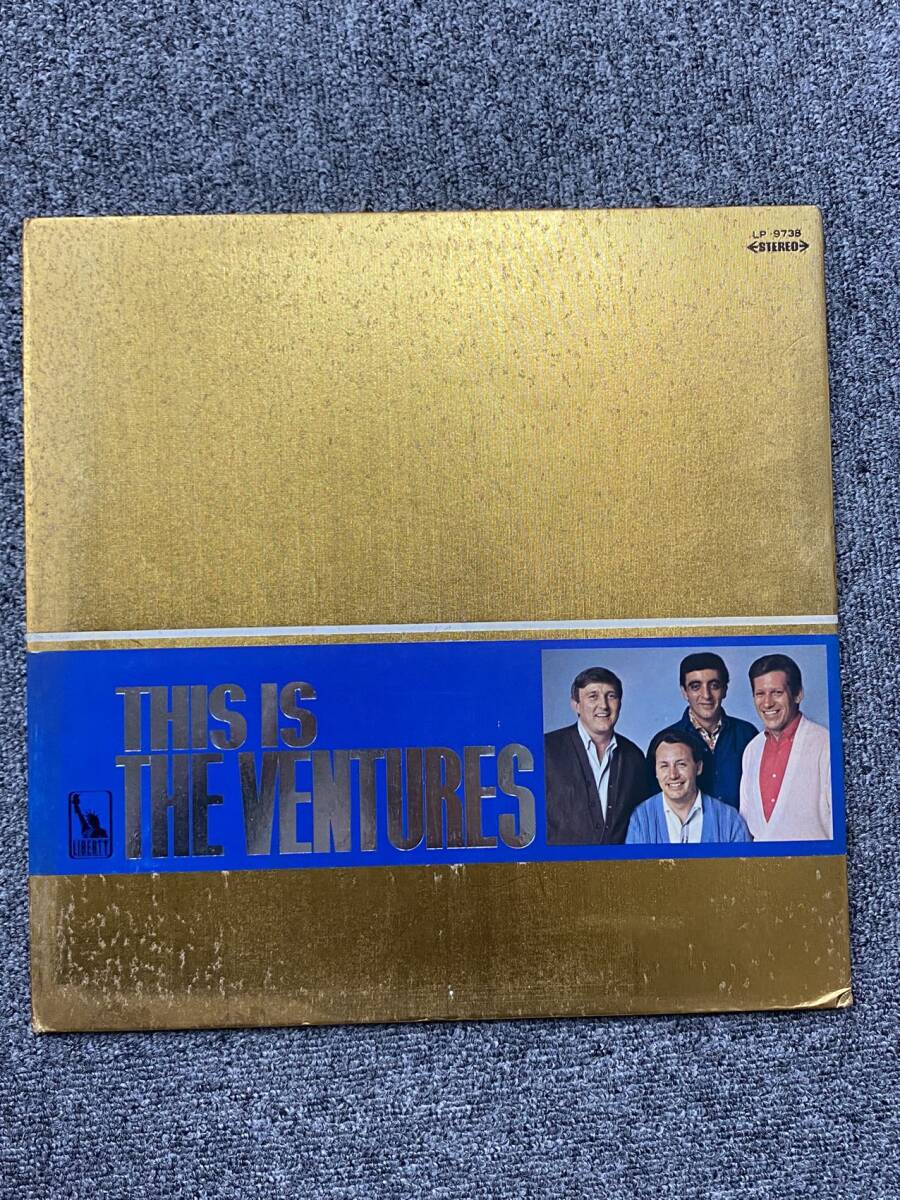 LP-9738
STEREO
THIS IS
THE VENTURES
LIBERTY